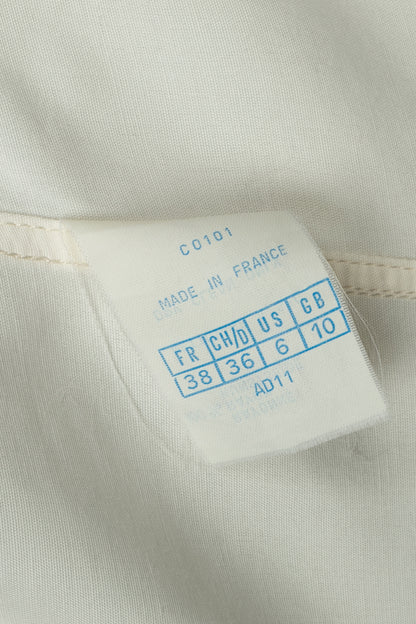 C0101
MADE IN FRANCE
FR CH/D US GB
38 36 6 10
AD11